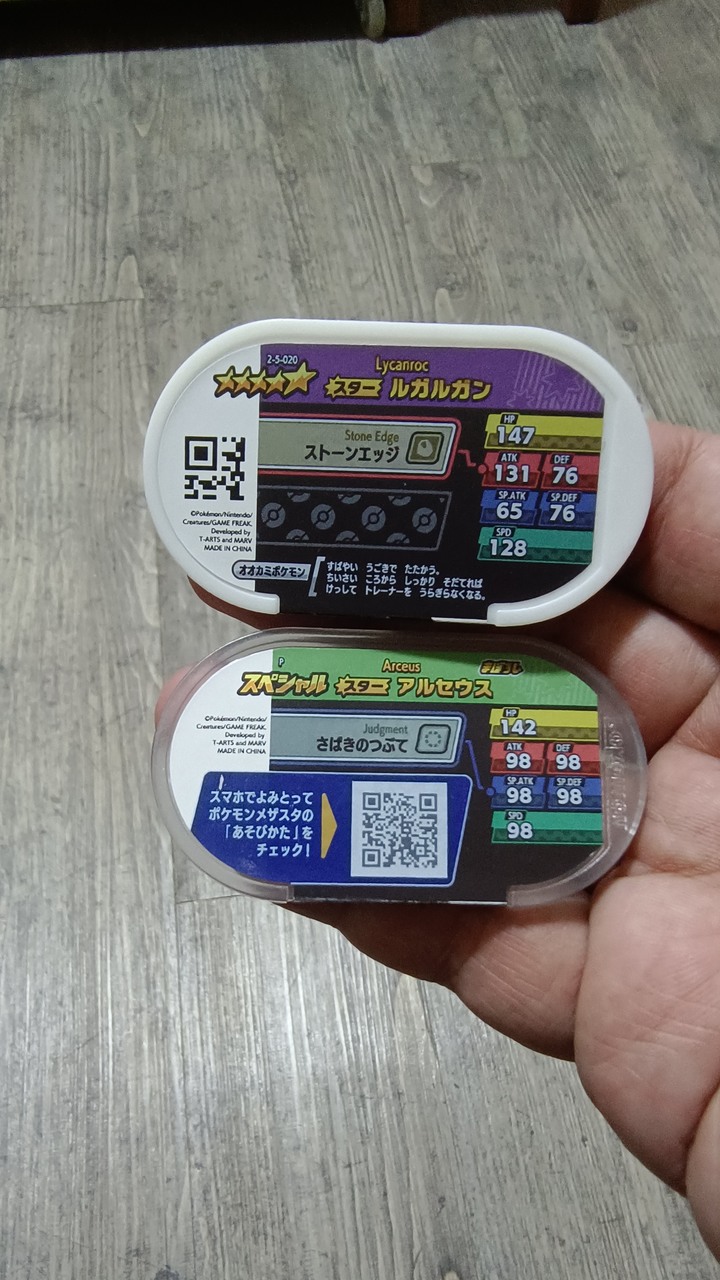 2-5-020
Lycanroc
スター ルガルガン
Stone Edge
ストーンエッジ
HP
147
ATK
131
DEF
76
SP.ATK
65
SP.DEF
76
SPD
128
©Pokémon/Nintendo/
Creatures/GAME FREAK.
Developed by
T-ARTS and MARV
MADE IN CHINA
オオカミポケモン
すばやい うごきで たたかう。
ちいさい ころから しっかり そだてれば
けっして トレーナーを うらぎらなくなる。
P
Arceus
スペシャル スター アルセウス
まぼろし
Judgment
さばきのつぶて
HP
142
ATK
98
DEF
98
SP.ATK
98
SP.DEF
98
SPD
98
©Pokémon/Nintendo/
Creatures/GAME FREAK.
Developed by
T-ARTS and MARV
MADE IN CHINA
スマホでよみとって
ポケモンメザスタの
「あそびかた」を
チェック!